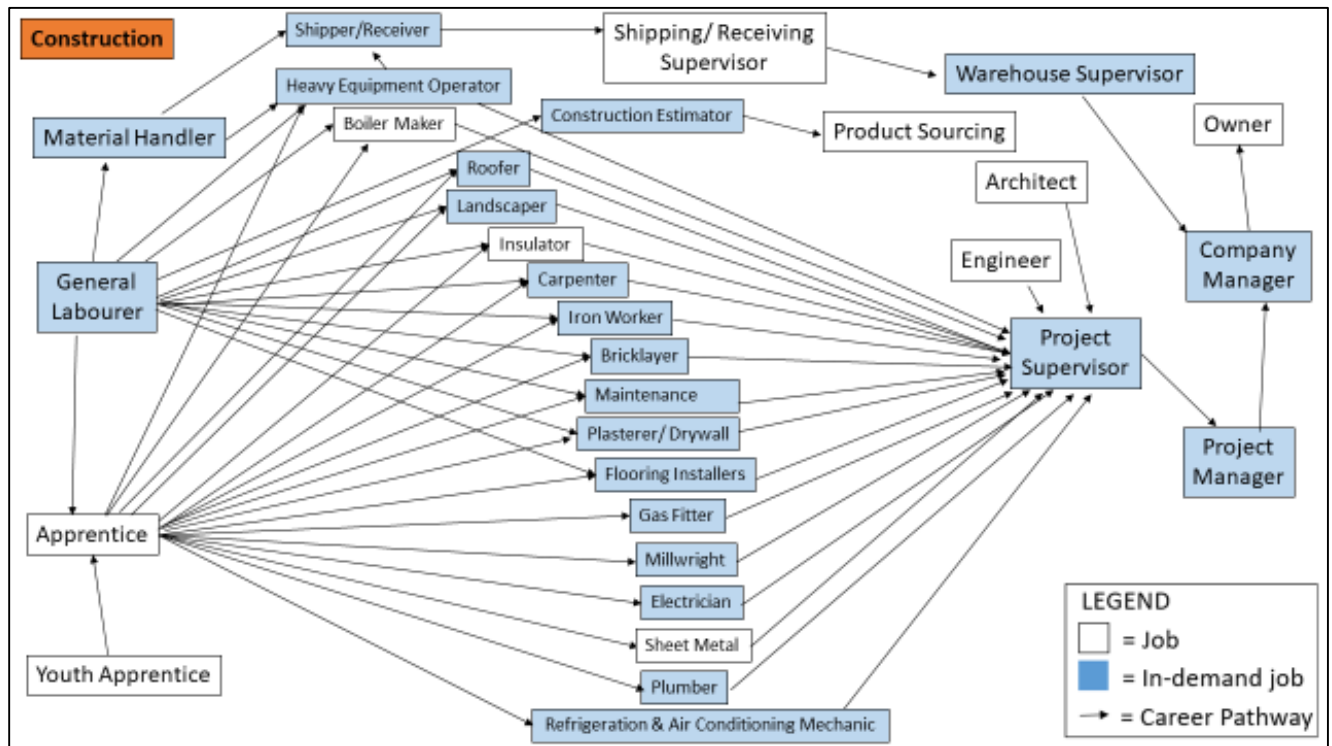 Construction
Shipper/Receiver
Shipping/ Receiving
Supervisor
Warehouse Supervisor
Heavy Equipment Operator
Material Handler
Boiler Maker
Construction Estimator
Product Sourcing
Owner
Roofer
Architect
Landscaper
Insulator
Engineer
Company
Manager
General
Labourer
Carpenter
Iron Worker
Project
Supervisor
Bricklayer
Maintenance
Plasterer/ Drywall
Project
Manager
Flooring Installers
Apprentice
Gas Fitter
Millwright
Electrician
Sheet Metal
Youth Apprentice
Plumber
Refrigeration & Air Conditioning Mechanic
LEGEND
= Job
= In-demand job
= Career Pathway